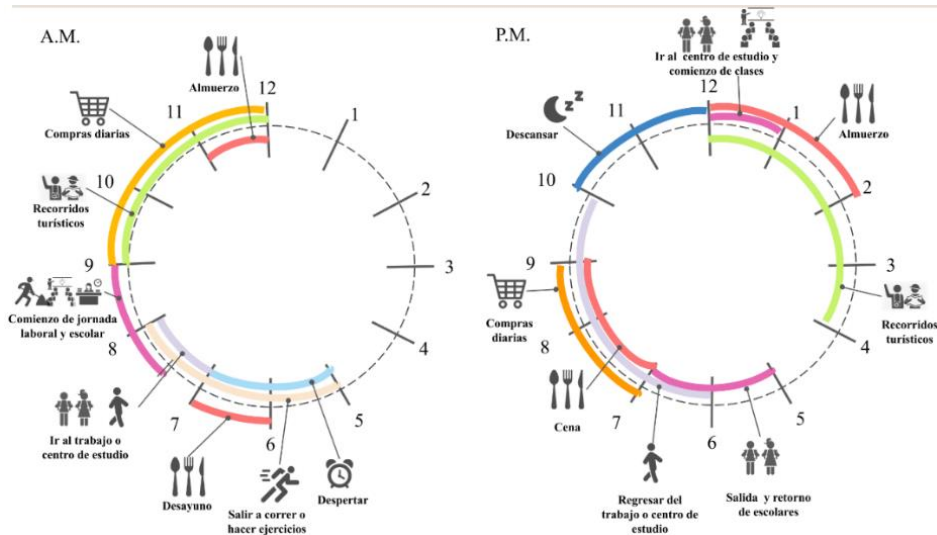 A.M.
Almuerzo
12
1
2
3
4
5
6
7
8
9
10
11
Compras diarias
Recorridos
turísticos
Comienzo de jornada
laboral y escolar
Ir al trabajo o
centro de estudio
Desayuno
Salir a correr o
hacer ejercicios
Despertar
P.M.
Ir al centro de estudio y
comienzo de clases
12
1
2
3
4
5
6
7
8
9
10
11
Almuerzo
zz
Descansar
Recorridos
turísticos
Compras
diarias
Cena
Regresar del
trabajo o centro de
estudio
Salida y retorno
de escolares